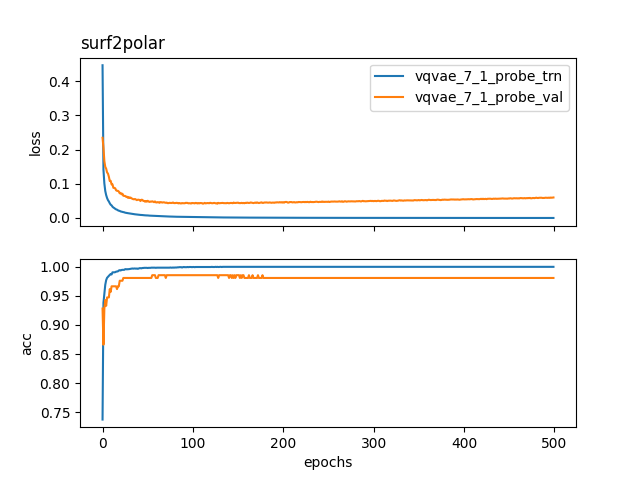 surf2polar
vqvae_7_1_probe_trn
vqvae_7_1_probe_val
0.4
0.3
0.2
0.1
0.0
loss
1.00
0.95
0.90
0.85
0.80
0.75
acc
0 100 200 300 400 500
epochs